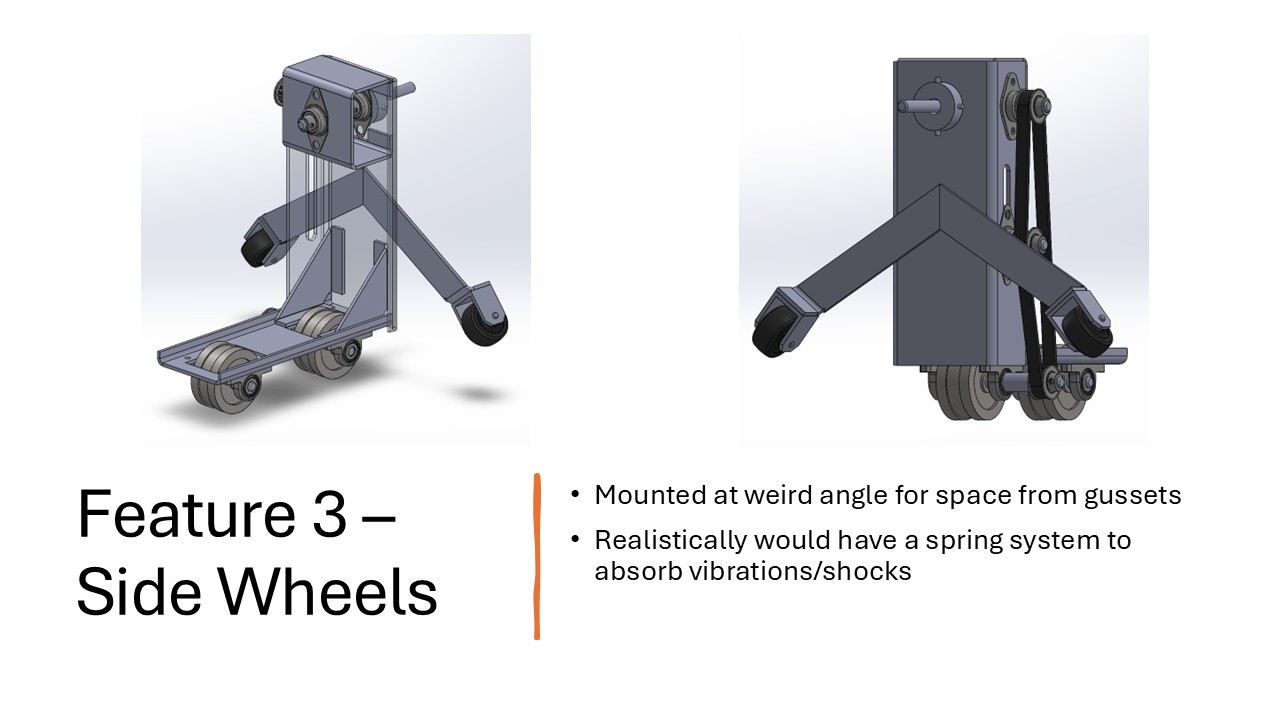 Feature 3 –
Side Wheels
• Mounted at weird angle for space from gussets
• Realistically would have a spring system to
absorb vibrations/shocks